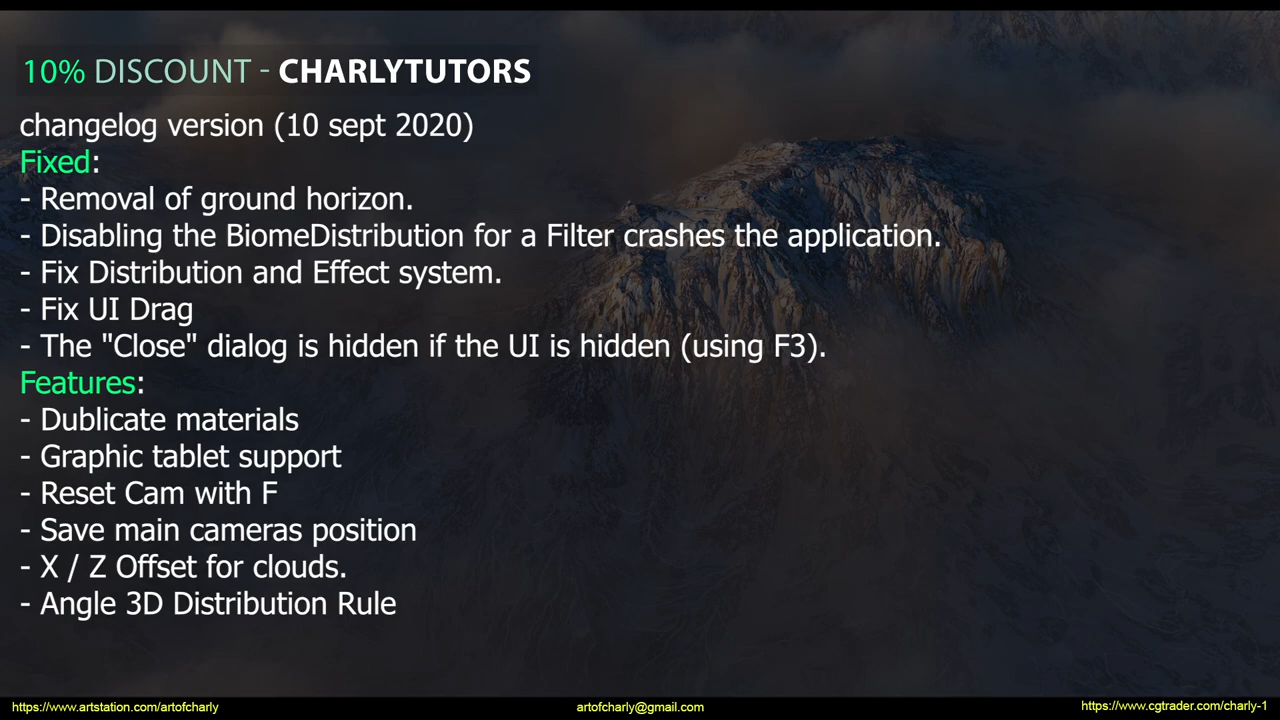 10% DISCOUNT - CHARLYTUTORS
changelog version (10 sept 2020)
Fixed:
- Removal of ground horizon.
- Disabling the BiomeDistribution for a Filter crashes the application.
- Fix Distribution and Effect system.
- Fix UI Drag
- The "Close" dialog is hidden if the UI is hidden (using F3).
Features:
- Dublicate materials
- Graphic tablet support
- Reset Cam with F
- Save main cameras position
- X / Z Offset for clouds.
- Angle 3D Distribution Rule
https://www.artstation.com/artofcharly
artofcharly@gmail.com
https://www.cgtrader.com/charly-1